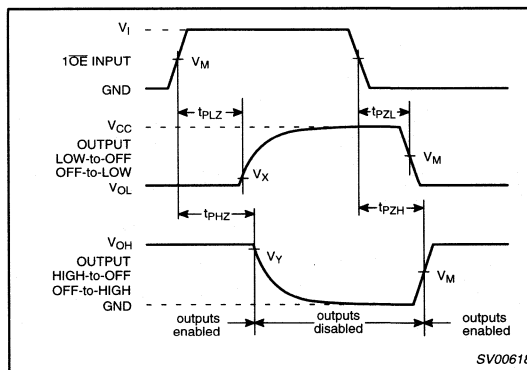 VI
1OE INPUT
VM
GND
tPLZ
tPZL
VCC
OUTPUT
LOW-to-OFF
OFF-to-LOW
VM
VX
VOL
tPHZ
tPZH
VOH
OUTPUT
HIGH-to-OFF
OFF-to-HIGH
VY
VM
GND
outputs enabled
outputs disabled
outputs enabled
SV00618